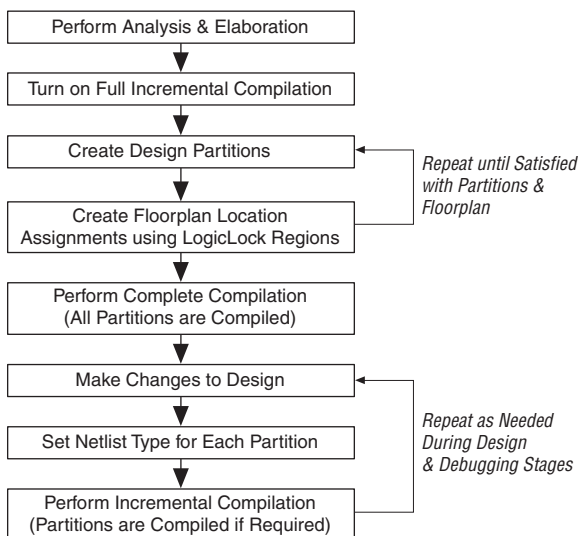 Perform Analysis & Elaboration
Turn on Full Incremental Compilation
Create Design Partitions
Repeat until Satisfied
with Partitions &
Floorplan
Create Floorplan Location
Assignments using LogicLock Regions
Perform Complete Compilation
(All Partitions are Compiled)
Make Changes to Design
Repeat as Needed
During Design
& Debugging Stages
Set Netlist Type for Each Partition
Perform Incremental Compilation
(Partitions are Compiled if Required)